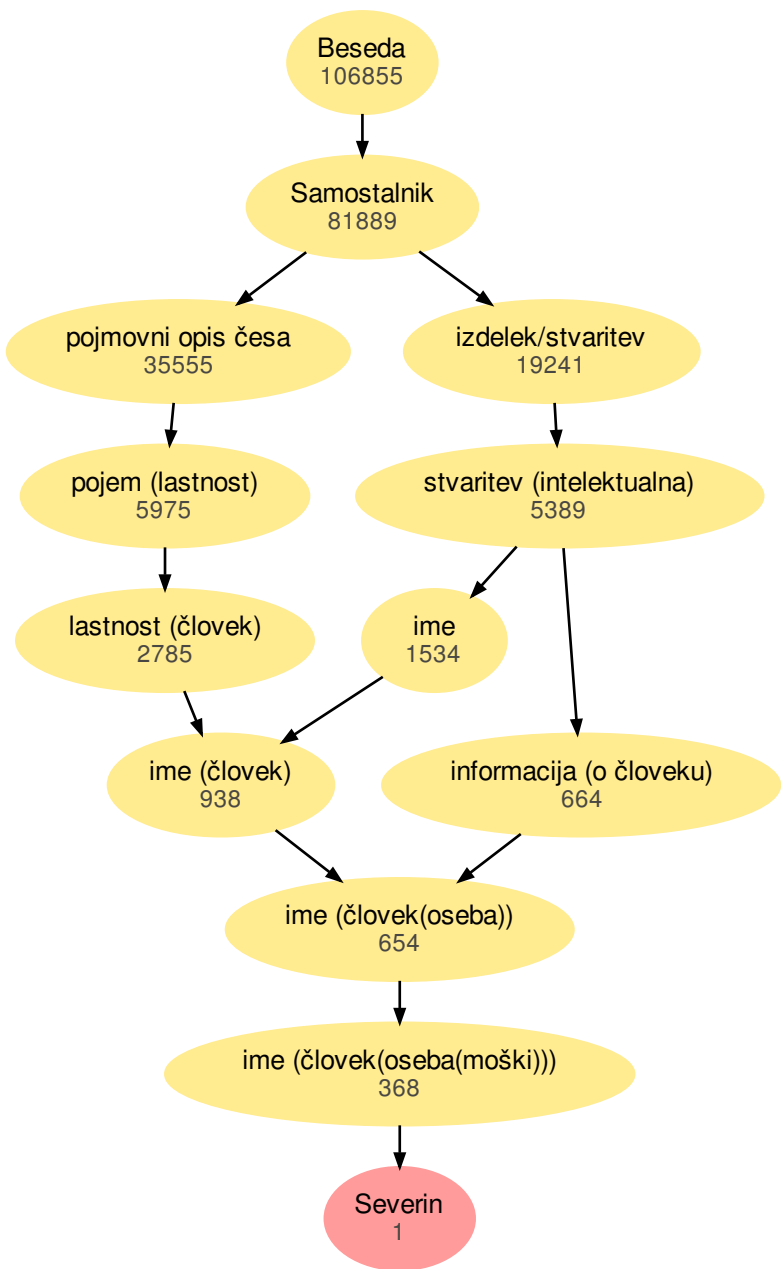 Beseda
106855
Samostalnik
81889
pojmovni opis česa
35555
izdelek/stvaritev
19241
pojem (lastnost)
5975
stvaritev (intelektualna)
5389
lastnost (človek)
2785
ime
1534
ime (človek)
938
informacija (o človeku)
664
ime (človek(oseba))
654
ime (človek(oseba(moški)))
368
Severin
1